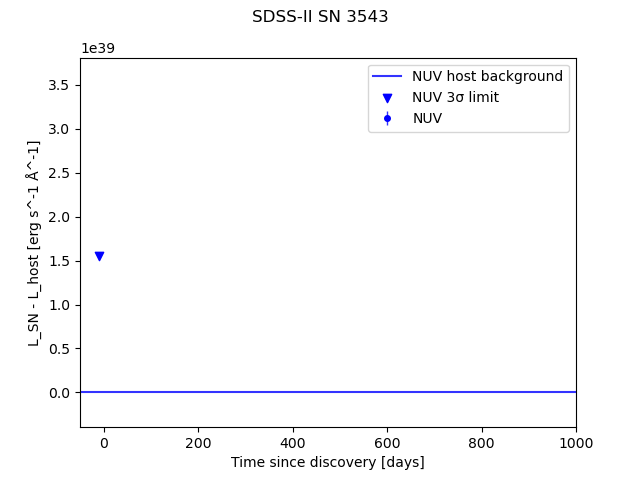 SDSS-II SN 3543
1e39
NUV host background
NUV 3σ limit
NUV
3.5
3.0
2.5
2.0
1.5
1.0
0.5
0.0
L_SN - L_host [erg s^-1 Å^-1]
0 200 400 600 800 1000
Time since discovery [days]